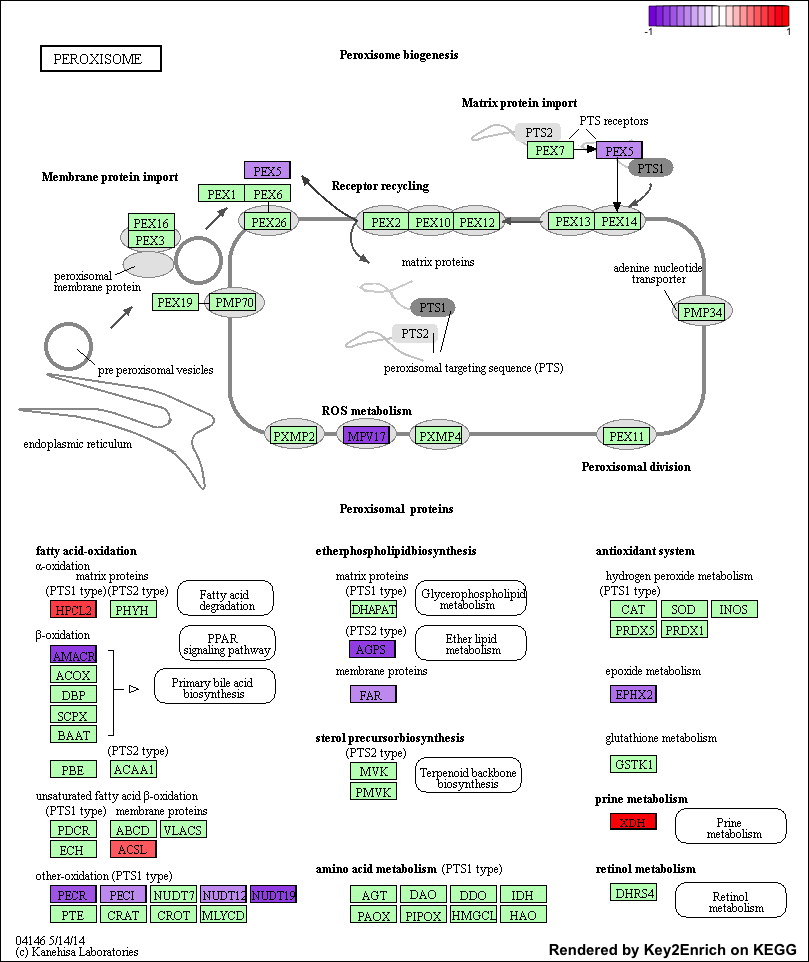 -1 1
PEROXISOME
Peroxisome biogenesis
Matrix protein import
PTS2
PTS receptors
PEX7
PEX5
PTS1
PEX5
Membrane protein import
Receptor recycling
PEX1 PEX6
PEX16
PEX3
PEX26
PEX2 PEX10 PEX12
PEX13 PEX14
matrix proteins
adenine nucleotide
transporter
peroxisomal
membrane protein
PEX19 PMP70
PTS1
PMP34
PTS2
pre peroxisomal vesicles
peroxisomal targeting sequence (PTS)
ROS metabolism
endoplasmic reticulum
PXMP2 MPV17 PXMP4
PEX11
Peroxisomal division
Peroxisomal proteins
fatty acid-oxidation
α-oxidation
matrix proteins
(PTS1 type) (PTS2 type)
HPCL2 PHYH
Fatty acid
degradation
β-oxidation
PPAR
signaling pathway
AMACR
ACOX
DBP
SCPX
BAAT
Primary bile acid
biosynthesis
(PTS2 type)
PBE ACAA1
unsaturated fatty acid β-oxidation
(PTS1 type) membrane proteins
PDCR ABCD VLACS
ECH ACSL
other-oxidation (PTS1 type)
PECR PECI NUDT7 NUDT12 NUDT19
PTE CRAT CROT MLYCD
etherphospholipidbiosynthesis
matrix proteins
(PTS1 type)
DHAPAT
Glycerophospholipid
metabolism
(PTS2 type)
AGPS
Ether lipid
metabolism
membrane proteins
FAR
sterol precursorbiosynthesis
(PTS2 type)
MVK
PMVK
Terpenoid backbone
biosynthesis
amino acid metabolism (PTS1 type)
AGT DAO DDO IDH
PAOX PIPOX HMGCL HAO
antioxidant system
hydrogen peroxide metabolism
(PTS1 type)
CAT SOD INOS
PRDX5 PRDX1
epoxide metabolism
EPHX2
glutathione metabolism
GSTK1
prine metabolism
XDH
Prine
metabolism
retinol metabolism
DHRS4
Retinol
metabolism
04146 5/14/14
(c) Kanehisa Laboratories
Rendered by Key2Enrich on KEGG